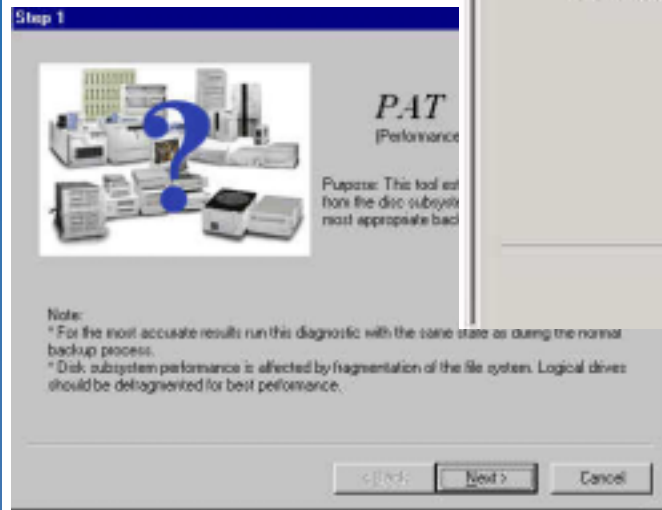 Step 1
PAT
(Performance
Purpose: This tool est
from the disc subsyste
most appropriate back
Note:
* For the most accurate results run this diagnostic with the same state as during the normal
backup process.
* Disk subsystem performance is affected by fragmentation of the file system. Logical drives
should be defragmented for best performance.
< Back
Next >
Cancel